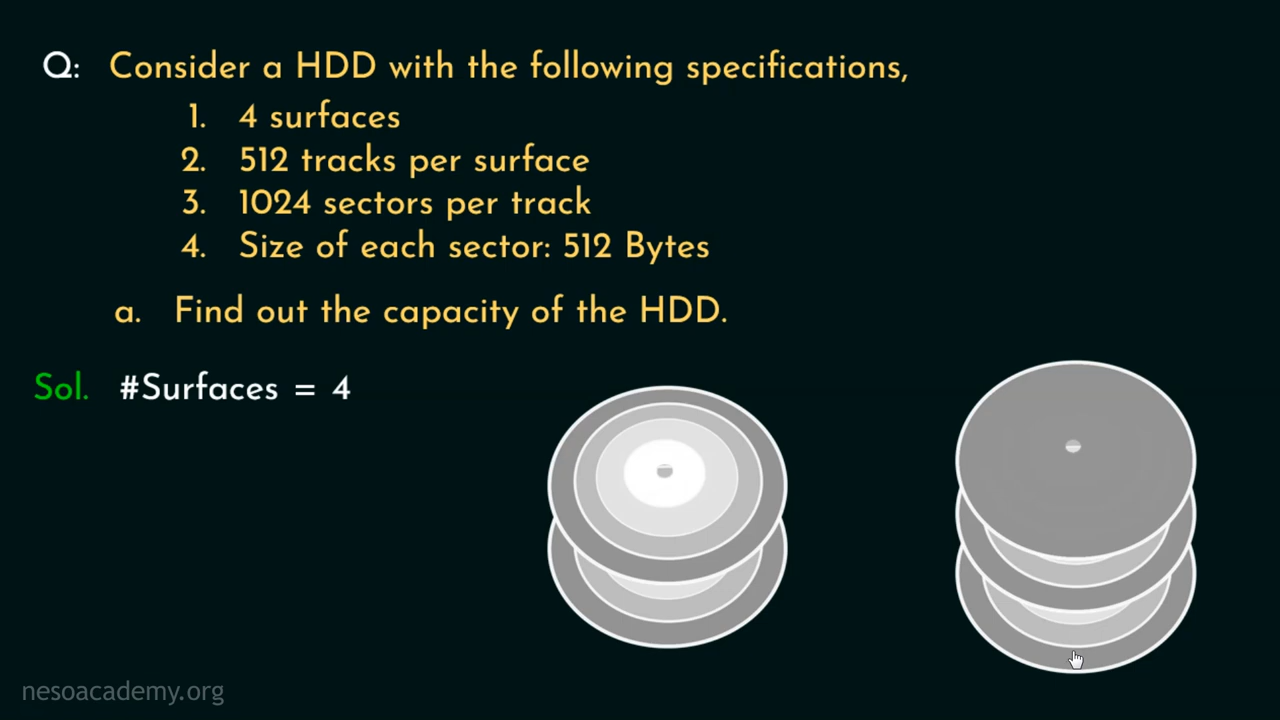 Q: Consider a HDD with the following specifications,
1. 4 surfaces
2. 512 tracks per surface
3. 1024 sectors per track
4. Size of each sector: 512 Bytes
a. Find out the capacity of the HDD.
Sol. #Surfaces = 4
nesoacademy.org